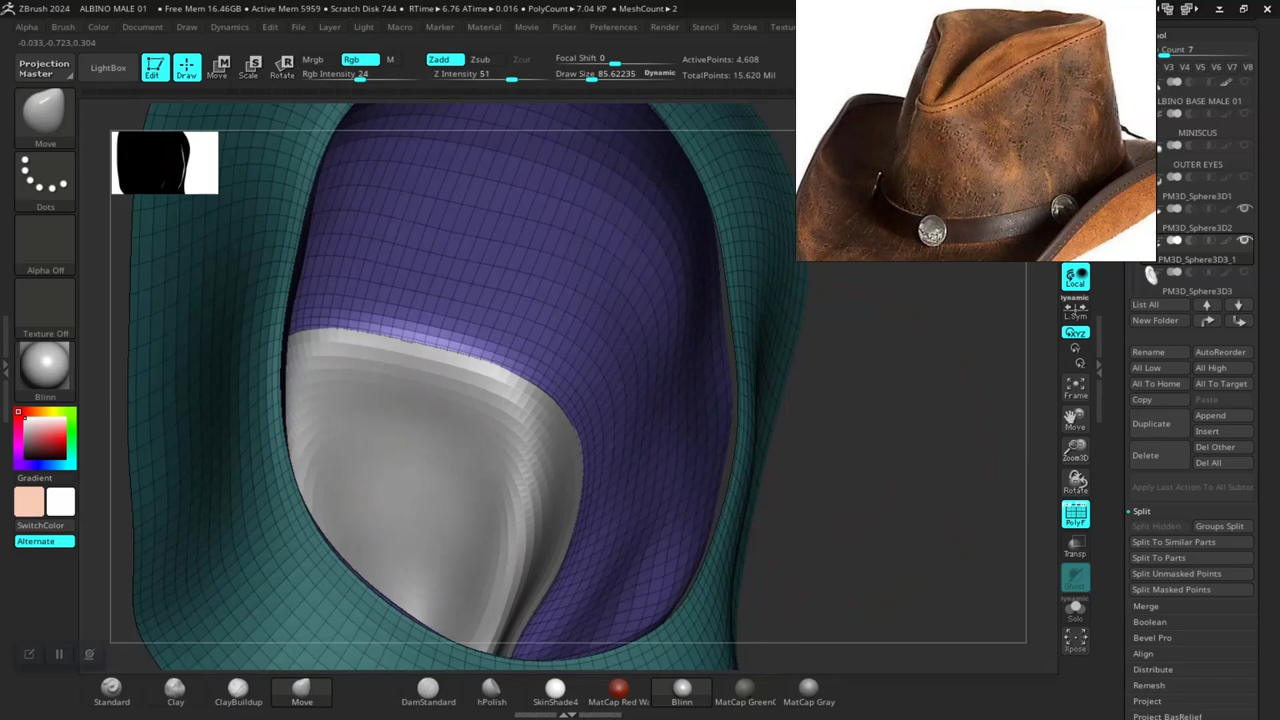 ZBrush 2024 ALBINO MALE 01 • Free Mem 16.46GB • Active Mem 5959 • Scratch Disk 744 • RTime▸ 6.76 ATime▸ 0.016 • PolyCount▸ 7.04 KP • MeshCount▸ 2
Alpha Brush Color Document Draw Dynamics Edit File Layer Light Macro Marker Material Movie Picker Preferences Render Stencil Stroke
-0.033,-0.723,0.304
Projection
Master
LightBox
Edit
Draw
Move
Scale
Rotate
Mrgb
Rgb
M
Rgb Intensity 24
Zadd
Zsub
Zcut
Z Intensity 51
Focal Shift 0
Draw Size 85.62235
Dynamic
ActivePoints: 4,608
TotalPoints: 15.620 Mil
Move
Dots
Alpha Off
Texture Off
Blinn
Gradient
SwitchColor
Alternate
Count 7
V3 V4 V5 V6 V7 V8
ALBINO BASE MALE 01
MINISCUS
OUTER EYES
PM3D_Sphere3D1
PM3D_Sphere3D2
PM3D_Sphere3D3_1
PM3D_Sphere3D3
List All
New Folder
Rename
AutoReorder
All Low
All High
All To Home
All To Target
Copy
Paste
Duplicate
Append
Insert
Delete
Del Other
Del All
Apply Last Action To All Subtoo
Split
Split Hidden
Groups Split
Split To Similar Parts
Split To Parts
Split Unmasked Points
Split Masked Points
Merge
Boolean
Bevel Pro
Align
Distribute
Remesh
Project
Project BasRelief
Local
Dynamic
L.Sym
XYZ
Frame
Move
Zoom3D
Rotate
PolyF
Transp
Ghost
Dynamic
Solo
Xpose
Standard
Clay
ClayBuildup
Move
DamStandard
hPolish
SkinShade4
MatCap Red Wa
Blinn
MatCap GreenC
MatCap Gray